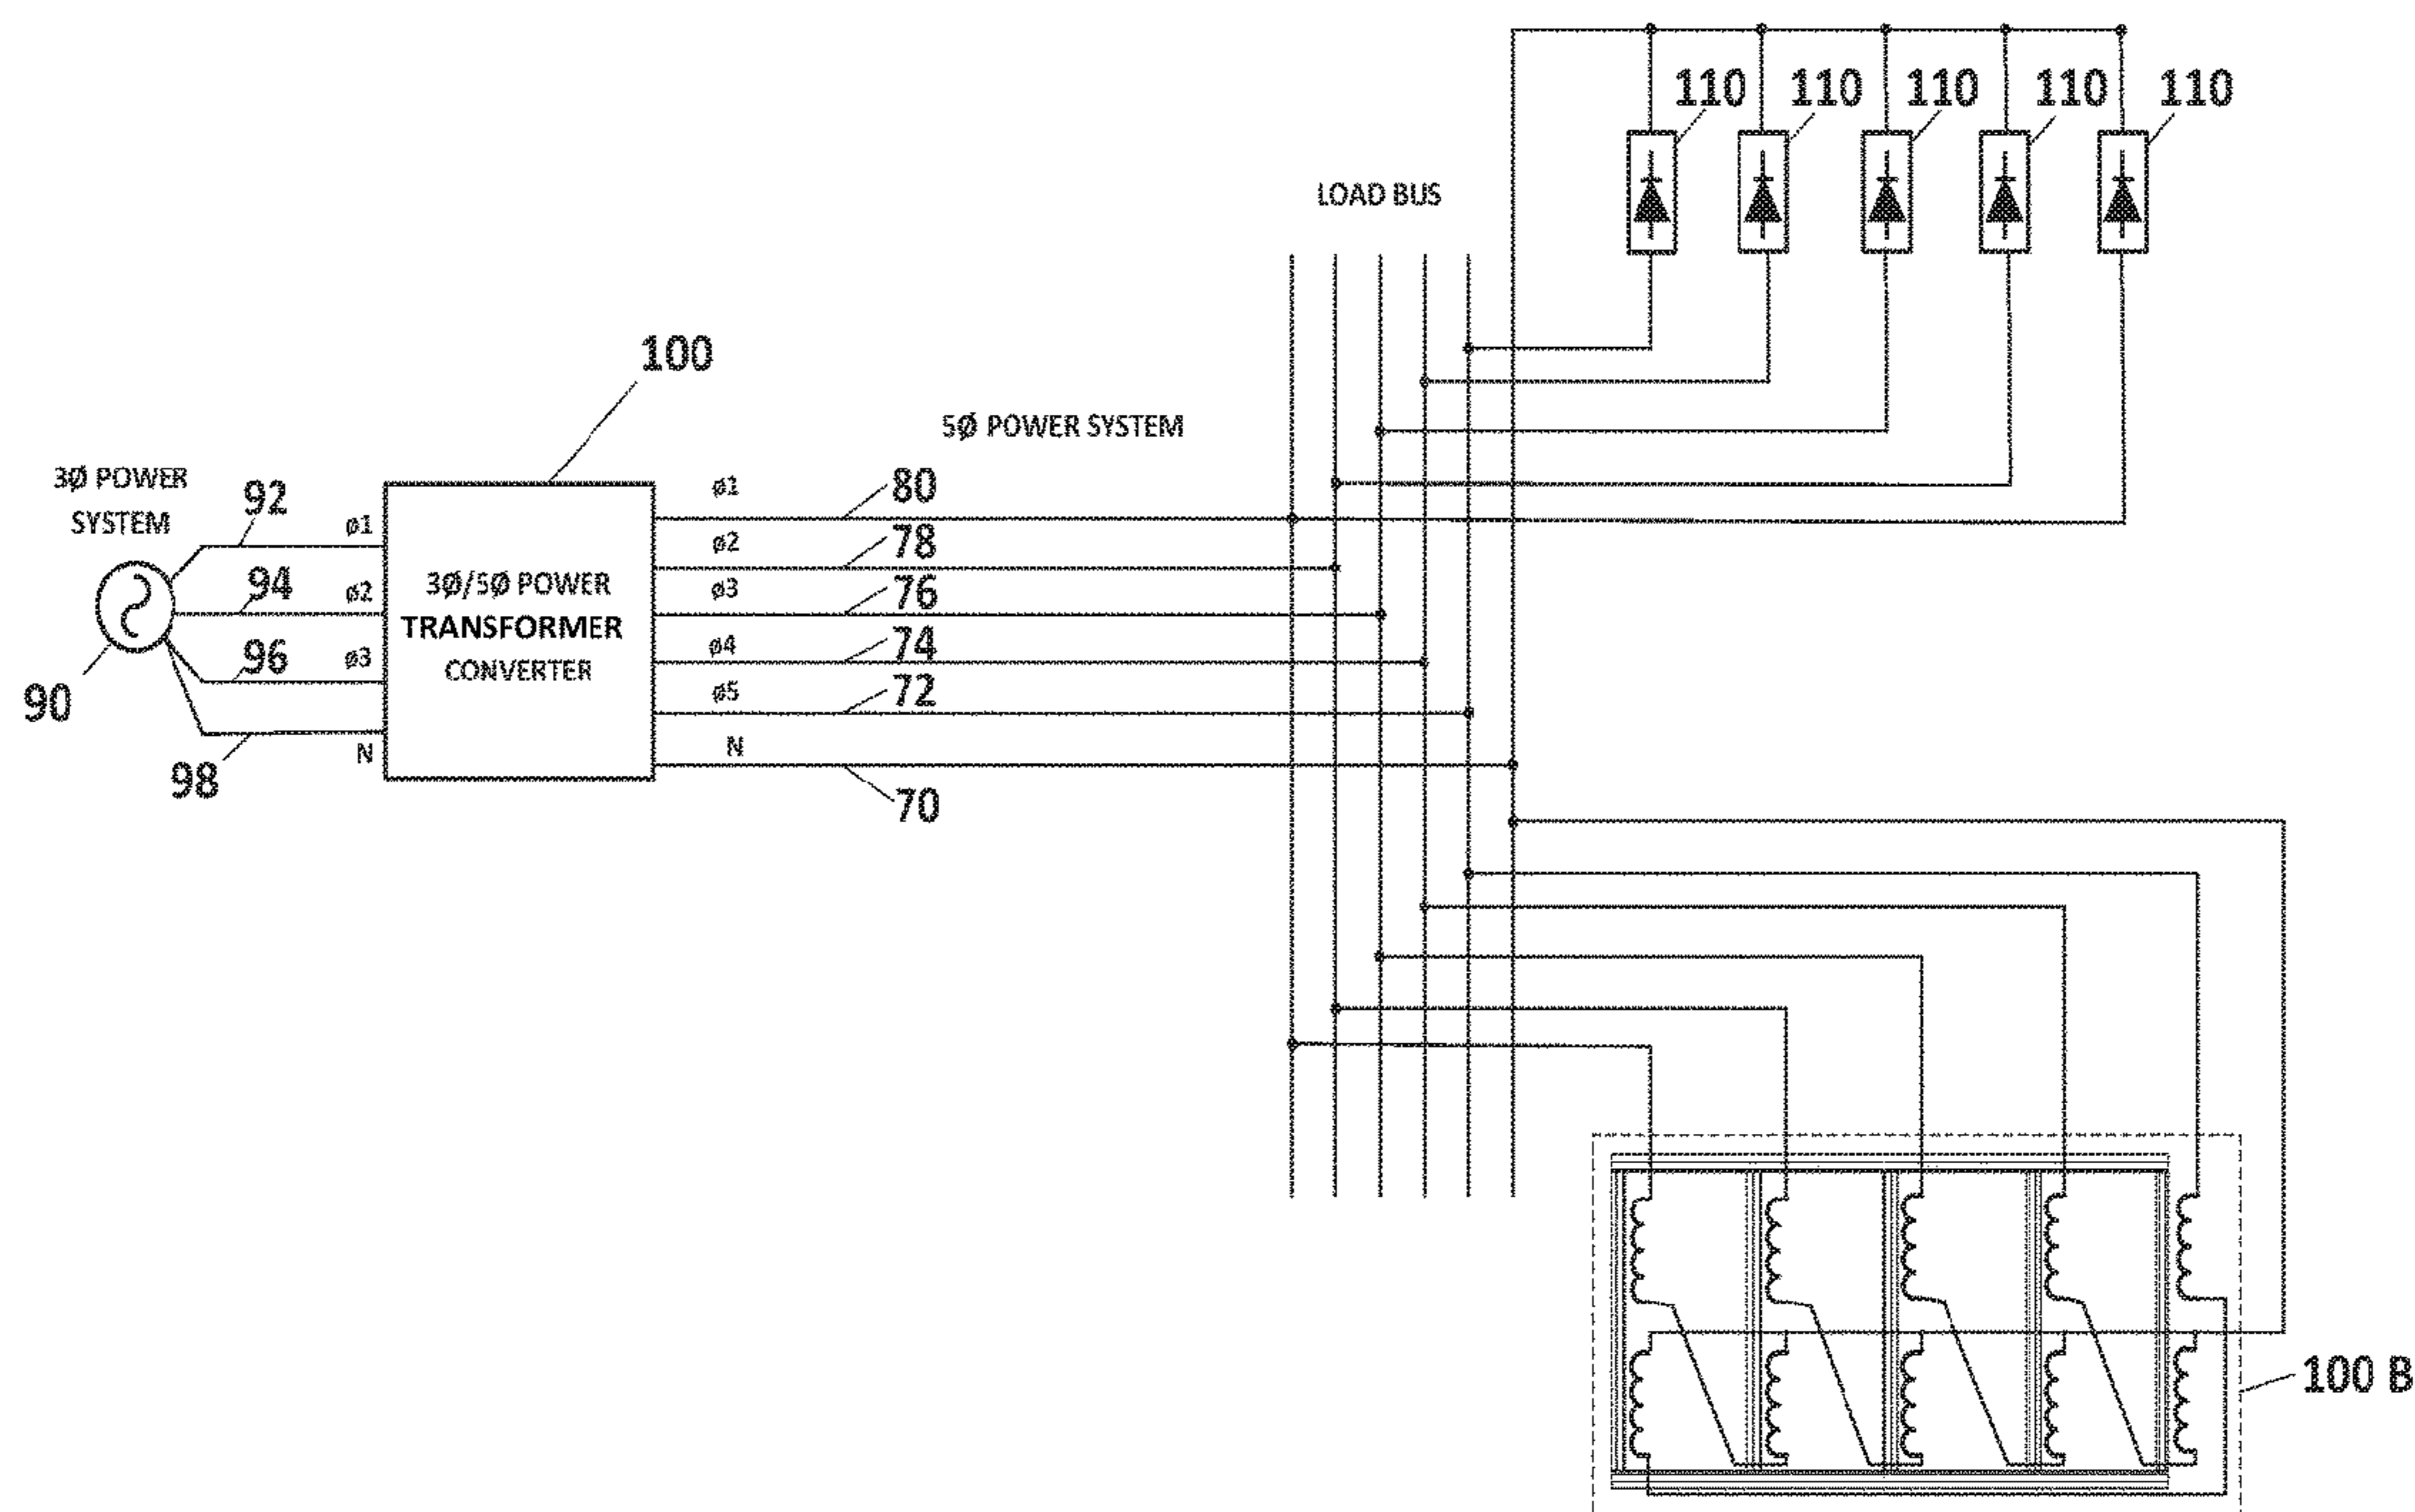 110 110 110 110 110
LOAD BUS
100
5Ø POWER SYSTEM
3Ø POWER
SYSTEM
92
ø1
94
ø2
96
ø3
90
98
N
3Ø/5Ø POWER
TRANSFORMER
CONVERTER
ø1
80
ø2
78
ø3
76
ø4
74
ø5
72
N
70
100 B